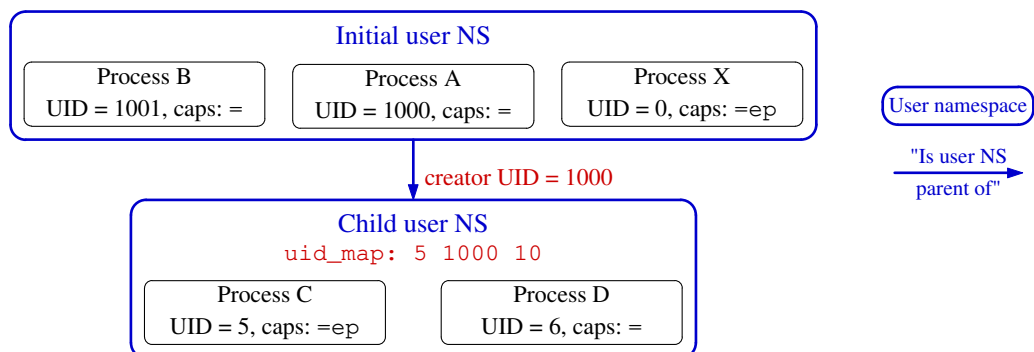 Initial user NS
Process B
UID = 1001, caps: =
Process A
UID = 1000, caps: =
Process X
UID = 0, caps: =ep
User namespace
"Is user NS
parent of"
creator UID = 1000
Child user NS
uid_map: 5 1000 10
Process C
UID = 5, caps: =ep
Process D
UID = 6, caps: =